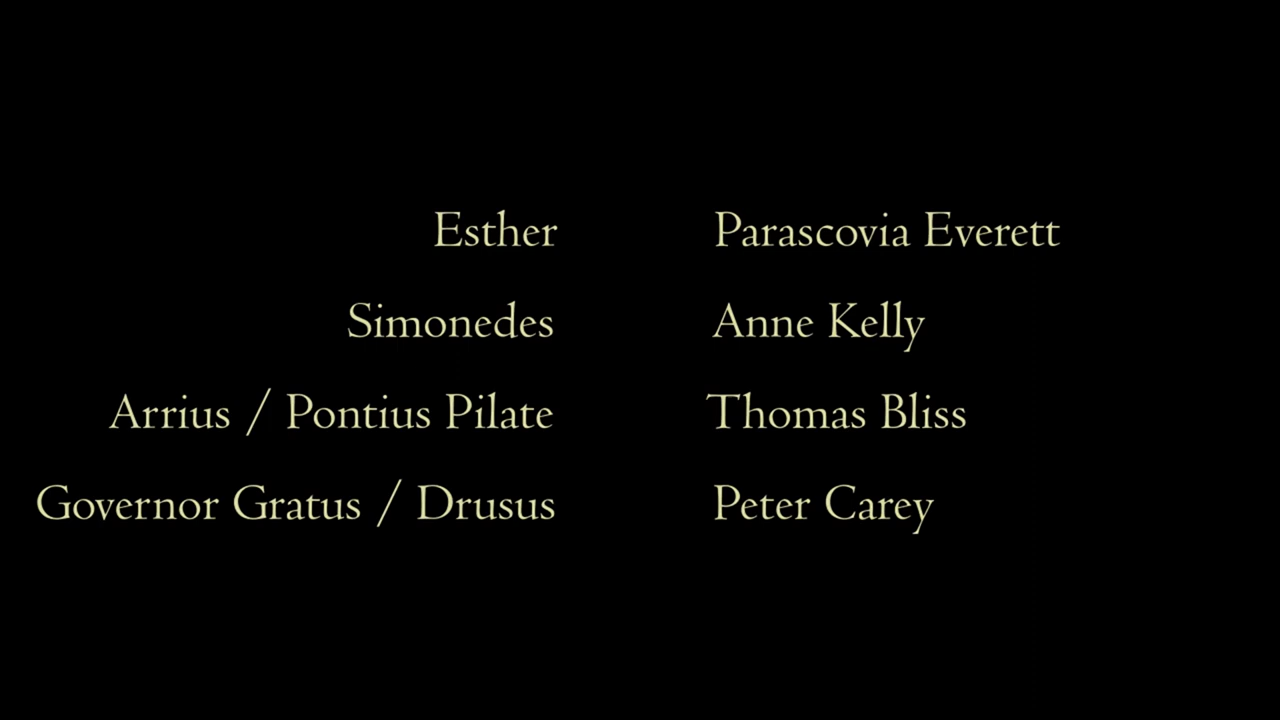 Esther Parascovia Everett
Simonedes Anne Kelly
Arrius / Pontius Pilate Thomas Bliss
Governor Gratus / Drusus Peter Carey